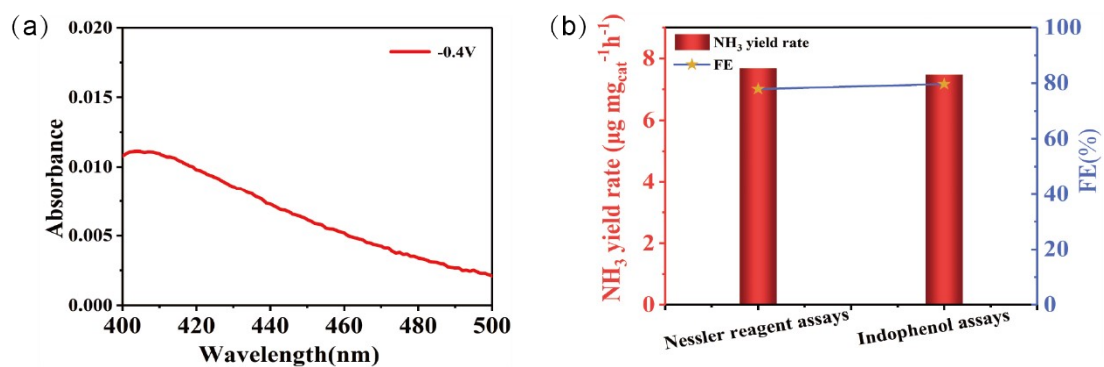 (a)
0.020
0.015
0.010
0.005
0.000
Absorbance
-0.4V
400
420
440
460
480
500
Wavelength(nm)
(b)
NH₃ yield rate (μg mg_cat⁻¹h⁻¹)
8
6
4
2
0
NH₃ yield rate
FE
100
80
60
40
20
0
FE(%)
Nessler reagent assays
Indophenol assays